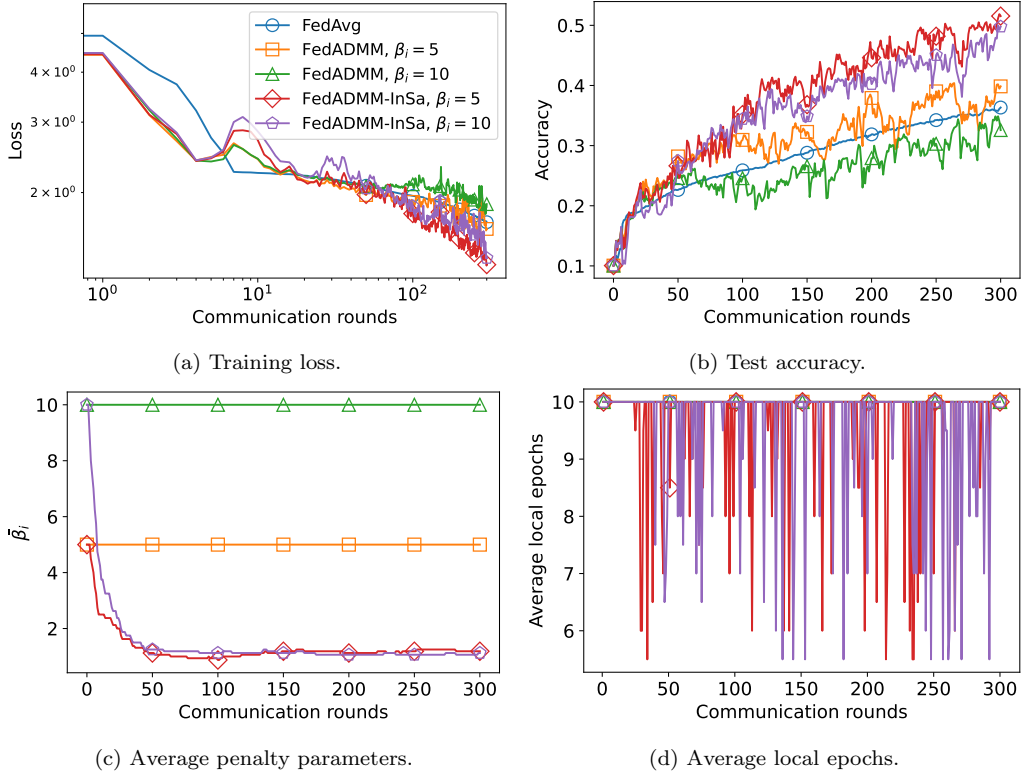 FedAvg
FedADMM, βᵢ = 5
FedADMM, βᵢ = 10
FedADMM-InSa, βᵢ = 5
FedADMM-InSa, βᵢ = 10
Loss
4 × 10⁰
3 × 10⁰
2 × 10⁰
10⁰ 10¹ 10²
Communication rounds
(a) Training loss.
Accuracy
0.5
0.4
0.3
0.2
0.1
0 50 100 150 200 250 300
Communication rounds
(b) Test accuracy.
β̄ᵢ
10
8
6
4
2
0 50 100 150 200 250 300
Communication rounds
(c) Average penalty parameters.
Average local epochs
10
9
8
7
6
0 50 100 150 200 250 300
Communication rounds
(d) Average local epochs.